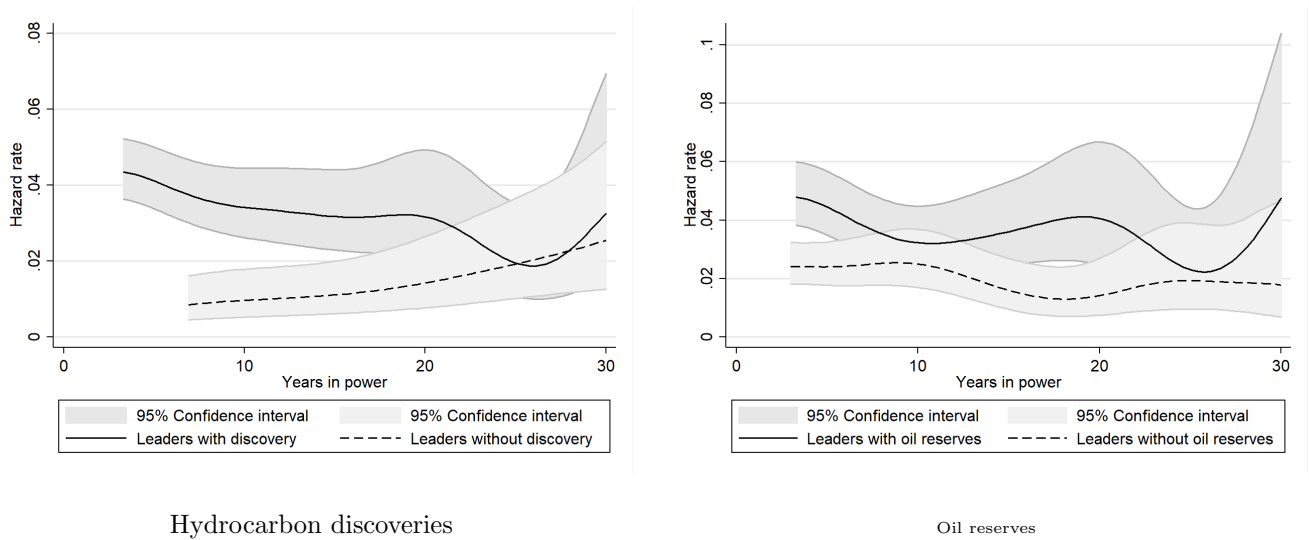 Hazard rate
.08
.06
.04
.02
0
0 10 20 30
Years in power
95% Confidence interval 95% Confidence interval
Leaders with discovery Leaders without discovery
Hydrocarbon discoveries
Hazard rate
.1
.08
.06
.04
.02
0
0 10 20 30
Years in power
95% Confidence interval 95% Confidence interval
Leaders with oil reserves Leaders without oil reserves
Oil reserves